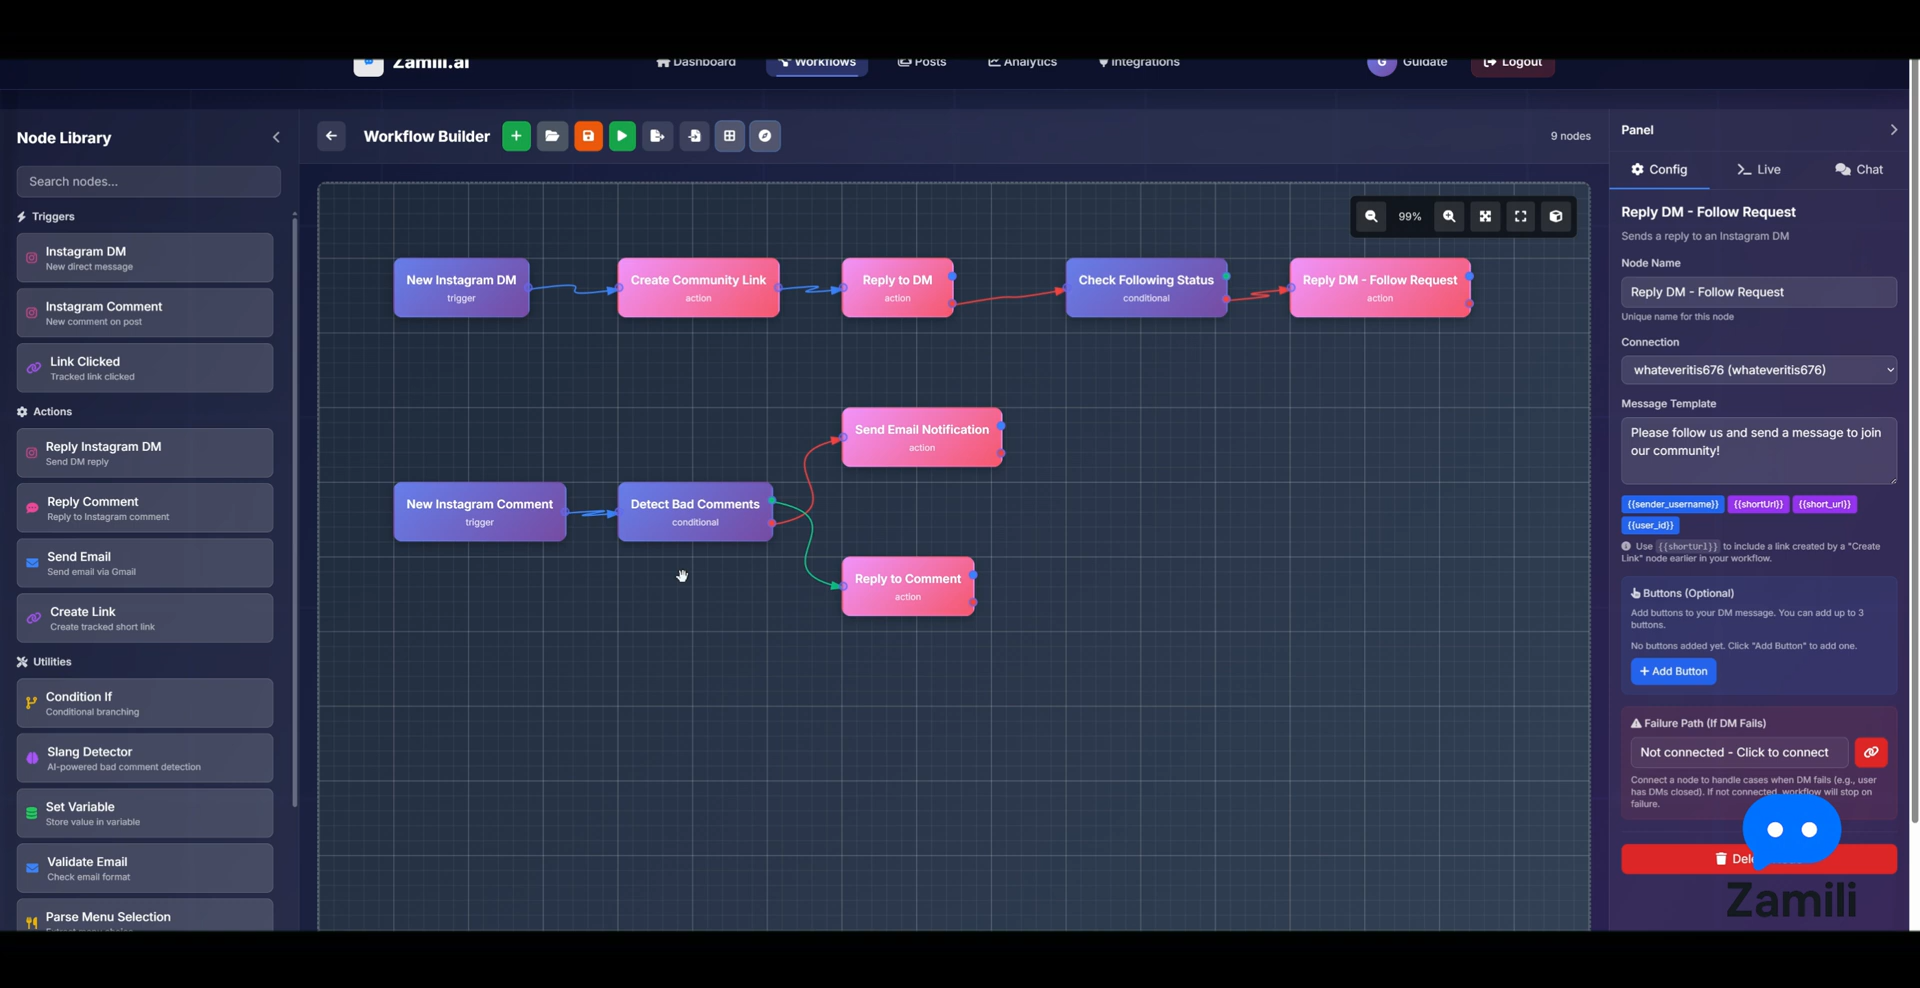 Zamili.ai
Dashboard
Workflows
Posts
Analytics
Integrations
G
Guidate
Logout
Node Library
Search nodes...
Triggers
Instagram DM
New direct message
Instagram Comment
New comment on post
Link Clicked
Tracked link clicked
Actions
Reply Instagram DM
Send DM reply
Reply Comment
Reply to Instagram comment
Send Email
Send email via Gmail
Create Link
Create tracked short link
Utilities
Condition If
Conditional branching
Slang Detector
AI-powered bad comment detection
Set Variable
Store value in variable
Validate Email
Check email format
Parse Menu Selection
Workflow Builder
9 nodes
99%
New Instagram DM
trigger
Create Community Link
action
Reply to DM
action
Check Following Status
conditional
Reply DM - Follow Request
action
Send Email Notification
action
New Instagram Comment
trigger
Detect Bad Comments
conditional
Reply to Comment
action
Panel
Config
Live
Chat
Reply DM - Follow Request
Sends a reply to an Instagram DM
Node Name
Reply DM - Follow Request
Unique name for this node
Connection
whateveritis676 (whateveritis676)
Message Template
Please follow us and send a message to join
our community!
{{sender_username}} {{shortUrl}} {{short_url}}
{{user_id}}
Use {{shortUrl}} to include a link created by a "Create
Link" node earlier in your workflow.
Buttons (Optional)
Add buttons to your DM message. You can add up to 3
buttons.
No buttons added yet. Click "Add Button" to add one.
+ Add Button
Failure Path (If DM Fails)
Not connected - Click to connect
Connect a node to handle cases when DM fails (e.g., user
has DMs closed). If not connected, workflow will stop on
failure.
Zamili